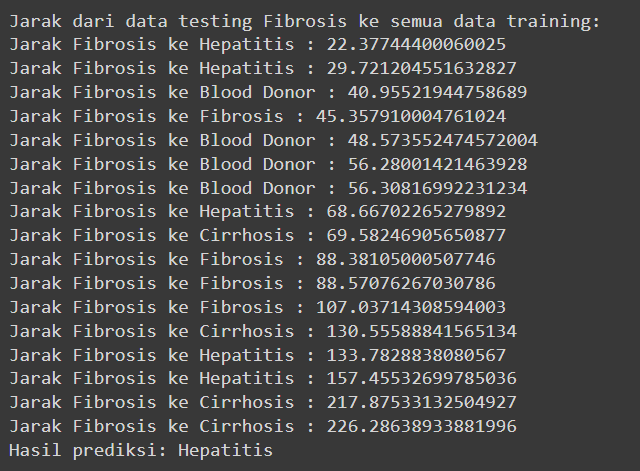 Jarak dari data testing Fibrosis ke semua data training:
Jarak Fibrosis ke Hepatitis : 22.37744400060025
Jarak Fibrosis ke Hepatitis : 29.721204551632827
Jarak Fibrosis ke Blood Donor : 40.95521944758689
Jarak Fibrosis ke Fibrosis : 45.357910004761024
Jarak Fibrosis ke Blood Donor : 48.573552474572004
Jarak Fibrosis ke Blood Donor : 56.28001421463928
Jarak Fibrosis ke Blood Donor : 56.30816992231234
Jarak Fibrosis ke Hepatitis : 68.66702265279892
Jarak Fibrosis ke Cirrhosis : 69.58246905650877
Jarak Fibrosis ke Fibrosis : 88.38105000507746
Jarak Fibrosis ke Fibrosis : 88.57076267030786
Jarak Fibrosis ke Fibrosis : 107.03714308594003
Jarak Fibrosis ke Cirrhosis : 130.55588841565134
Jarak Fibrosis ke Hepatitis : 133.7828838080567
Jarak Fibrosis ke Hepatitis : 157.45532699785036
Jarak Fibrosis ke Cirrhosis : 217.87533132504927
Jarak Fibrosis ke Cirrhosis : 226.28638933881996
Hasil prediksi: Hepatitis